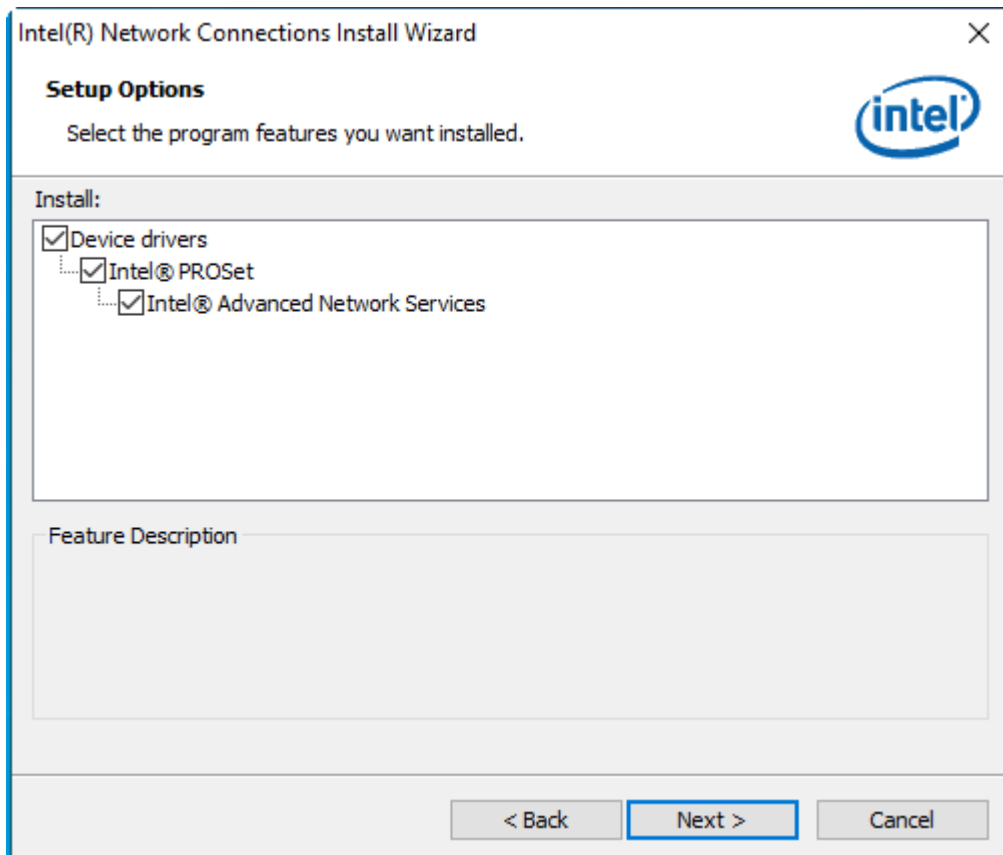 Intel(R) Network Connections Install Wizard
Setup Options
Select the program features you want installed.
intel
Install:
Device drivers
Intel® PROSet
Intel® Advanced Network Services
Feature Description
< Back
Next >
Cancel